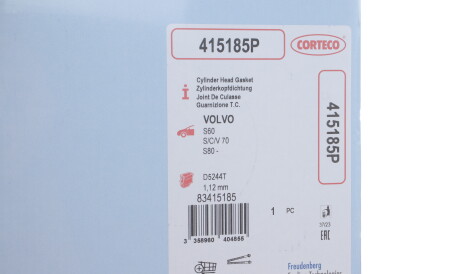 415185P
CORTECO
Cylinder Head Gasket
Zylinderkopfdichtung
Joint De Culasse
Guarnizione T.C.
415185P
VOLVO
S60
S/C/V 70
S80 -
D5244T
1,12 mm
83415185
1 PC
EAC
3 358960 404855
Freudenberg